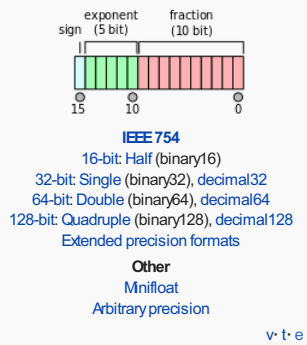 exponent fraction
sign (5 bit) (10 bit)
15 10 0
IEEE 754
16-bit: Half (binary16)
32-bit: Single (binary32), decimal32
64-bit: Double (binary64), decimal64
128-bit: Quadruple (binary128), decimal128
Extended precision formats
Other
Minifloat
Arbitrary precision
v· t· e